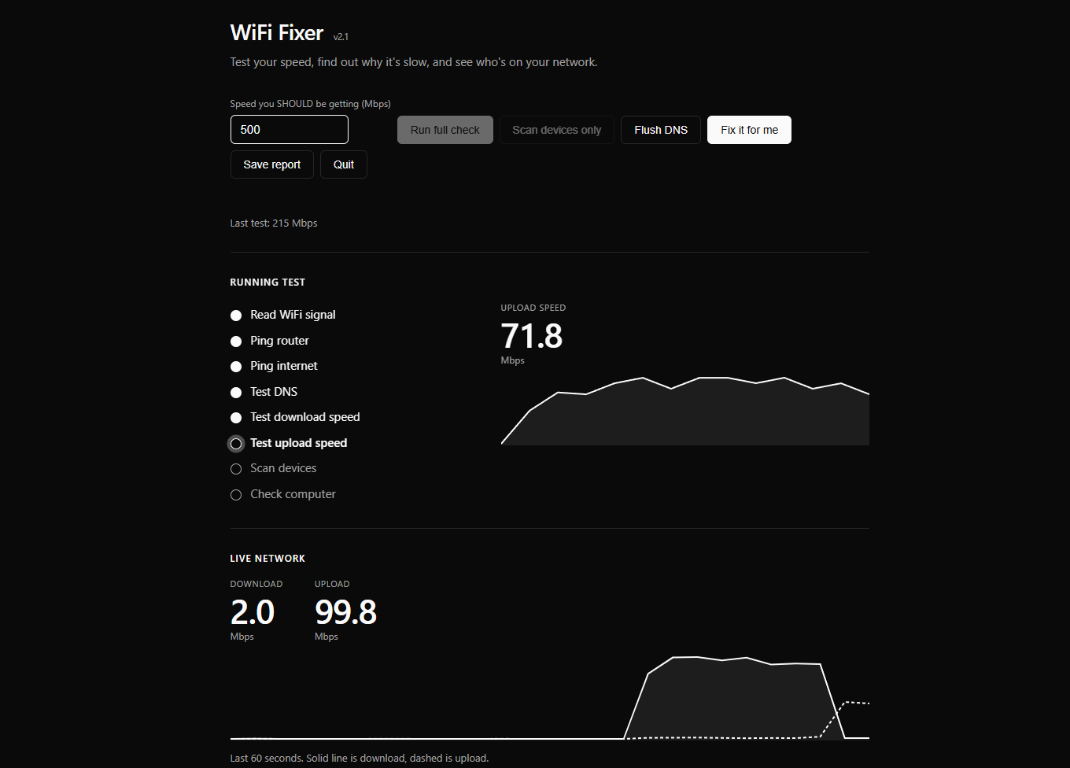 WiFi Fixer v2.1
Test your speed, find out why it's slow, and see who's on your network.
Speed you SHOULD be getting (Mbps)
500 Run full check Scan devices only Flush DNS Fix it for me
Save report Quit
Last test: 215 Mbps
RUNNING TEST
Read WiFi signal
Ping router
Ping internet
Test DNS
Test download speed
Test upload speed
Scan devices
Check computer
UPLOAD SPEED
71.8
Mbps
LIVE NETWORK
DOWNLOAD UPLOAD
2.0 99.8
Mbps Mbps
Last 60 seconds. Solid line is download, dashed is upload.